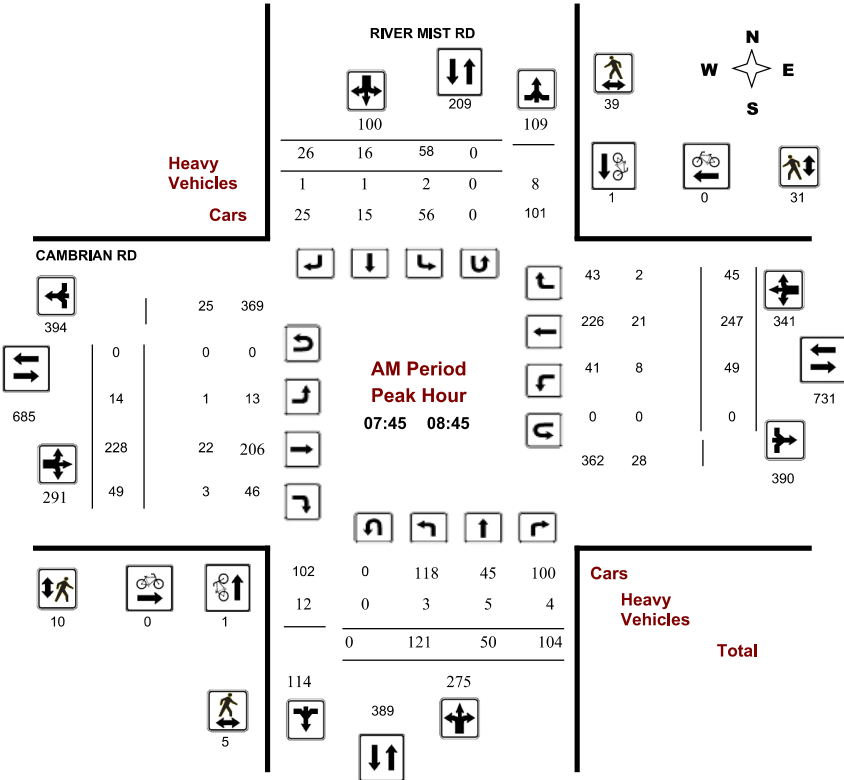 RIVER MIST RD
N
W E
S
209
39
100 109
26 16 58 0
Heavy
Vehicles
1 1 2 0 8
Cars
25 15 56 0 101
1 0 31
CAMBRIAN RD
43 2 45
25 369
394
226 21 247 341
0 0 0
AM Period
Peak Hour
07:45 08:45
41 8 49
731
14 1 13
685
0 0 0
228 22 206
362 28
390
291
49 3 46
102 0 118 45 100
Cars
12 0 3 5 4
Heavy
Vehicles
10 0 1
0 121 50 104
Total
114 275
389
5